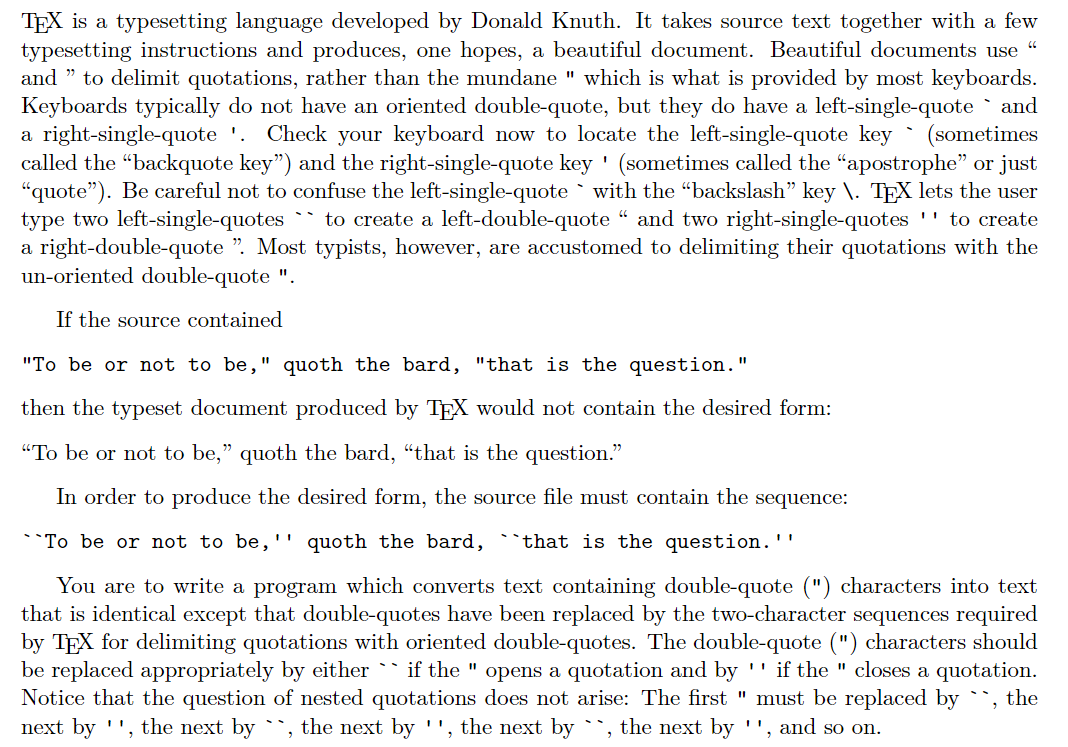 TEX is a typesetting language developed by Donald Knuth. It takes source text together with a few
typesetting instructions and produces, one hopes, a beautiful document. Beautiful documents use “
and ” to delimit quotations, rather than the mundane " which is what is provided by most keyboards.
Keyboards typically do not have an oriented double-quote, but they do have a left-single-quote ` and
a right-single-quote '. Check your keyboard now to locate the left-single-quote key ` (sometimes
called the “backquote key”) and the right-single-quote key ' (sometimes called the “apostrophe” or just
“quote”). Be careful not to confuse the left-single-quote ` with the “backslash” key \. TEX lets the user
type two left-single-quotes `` to create a left-double-quote “ and two right-single-quotes '' to create
a right-double-quote ”. Most typists, however, are accustomed to delimiting their quotations with the
un-oriented double-quote ".
If the source contained
"To be or not to be," quoth the bard, "that is the question."
then the typeset document produced by TEX would not contain the desired form:
“To be or not to be,” quoth the bard, “that is the question.”
In order to produce the desired form, the source file must contain the sequence:
``To be or not to be,'' quoth the bard, ``that is the question.''
You are to write a program which converts text containing double-quote (") characters into text
that is identical except that double-quotes have been replaced by the two-character sequences required
by TEX for delimiting quotations with oriented double-quotes. The double-quote (") characters should
be replaced appropriately by either `` if the " opens a quotation and by '' if the " closes a quotation.
Notice that the question of nested quotations does not arise: The first " must be replaced by ``, the
next by '', the next by ``, the next by '', the next by ``, the next by '', and so on.